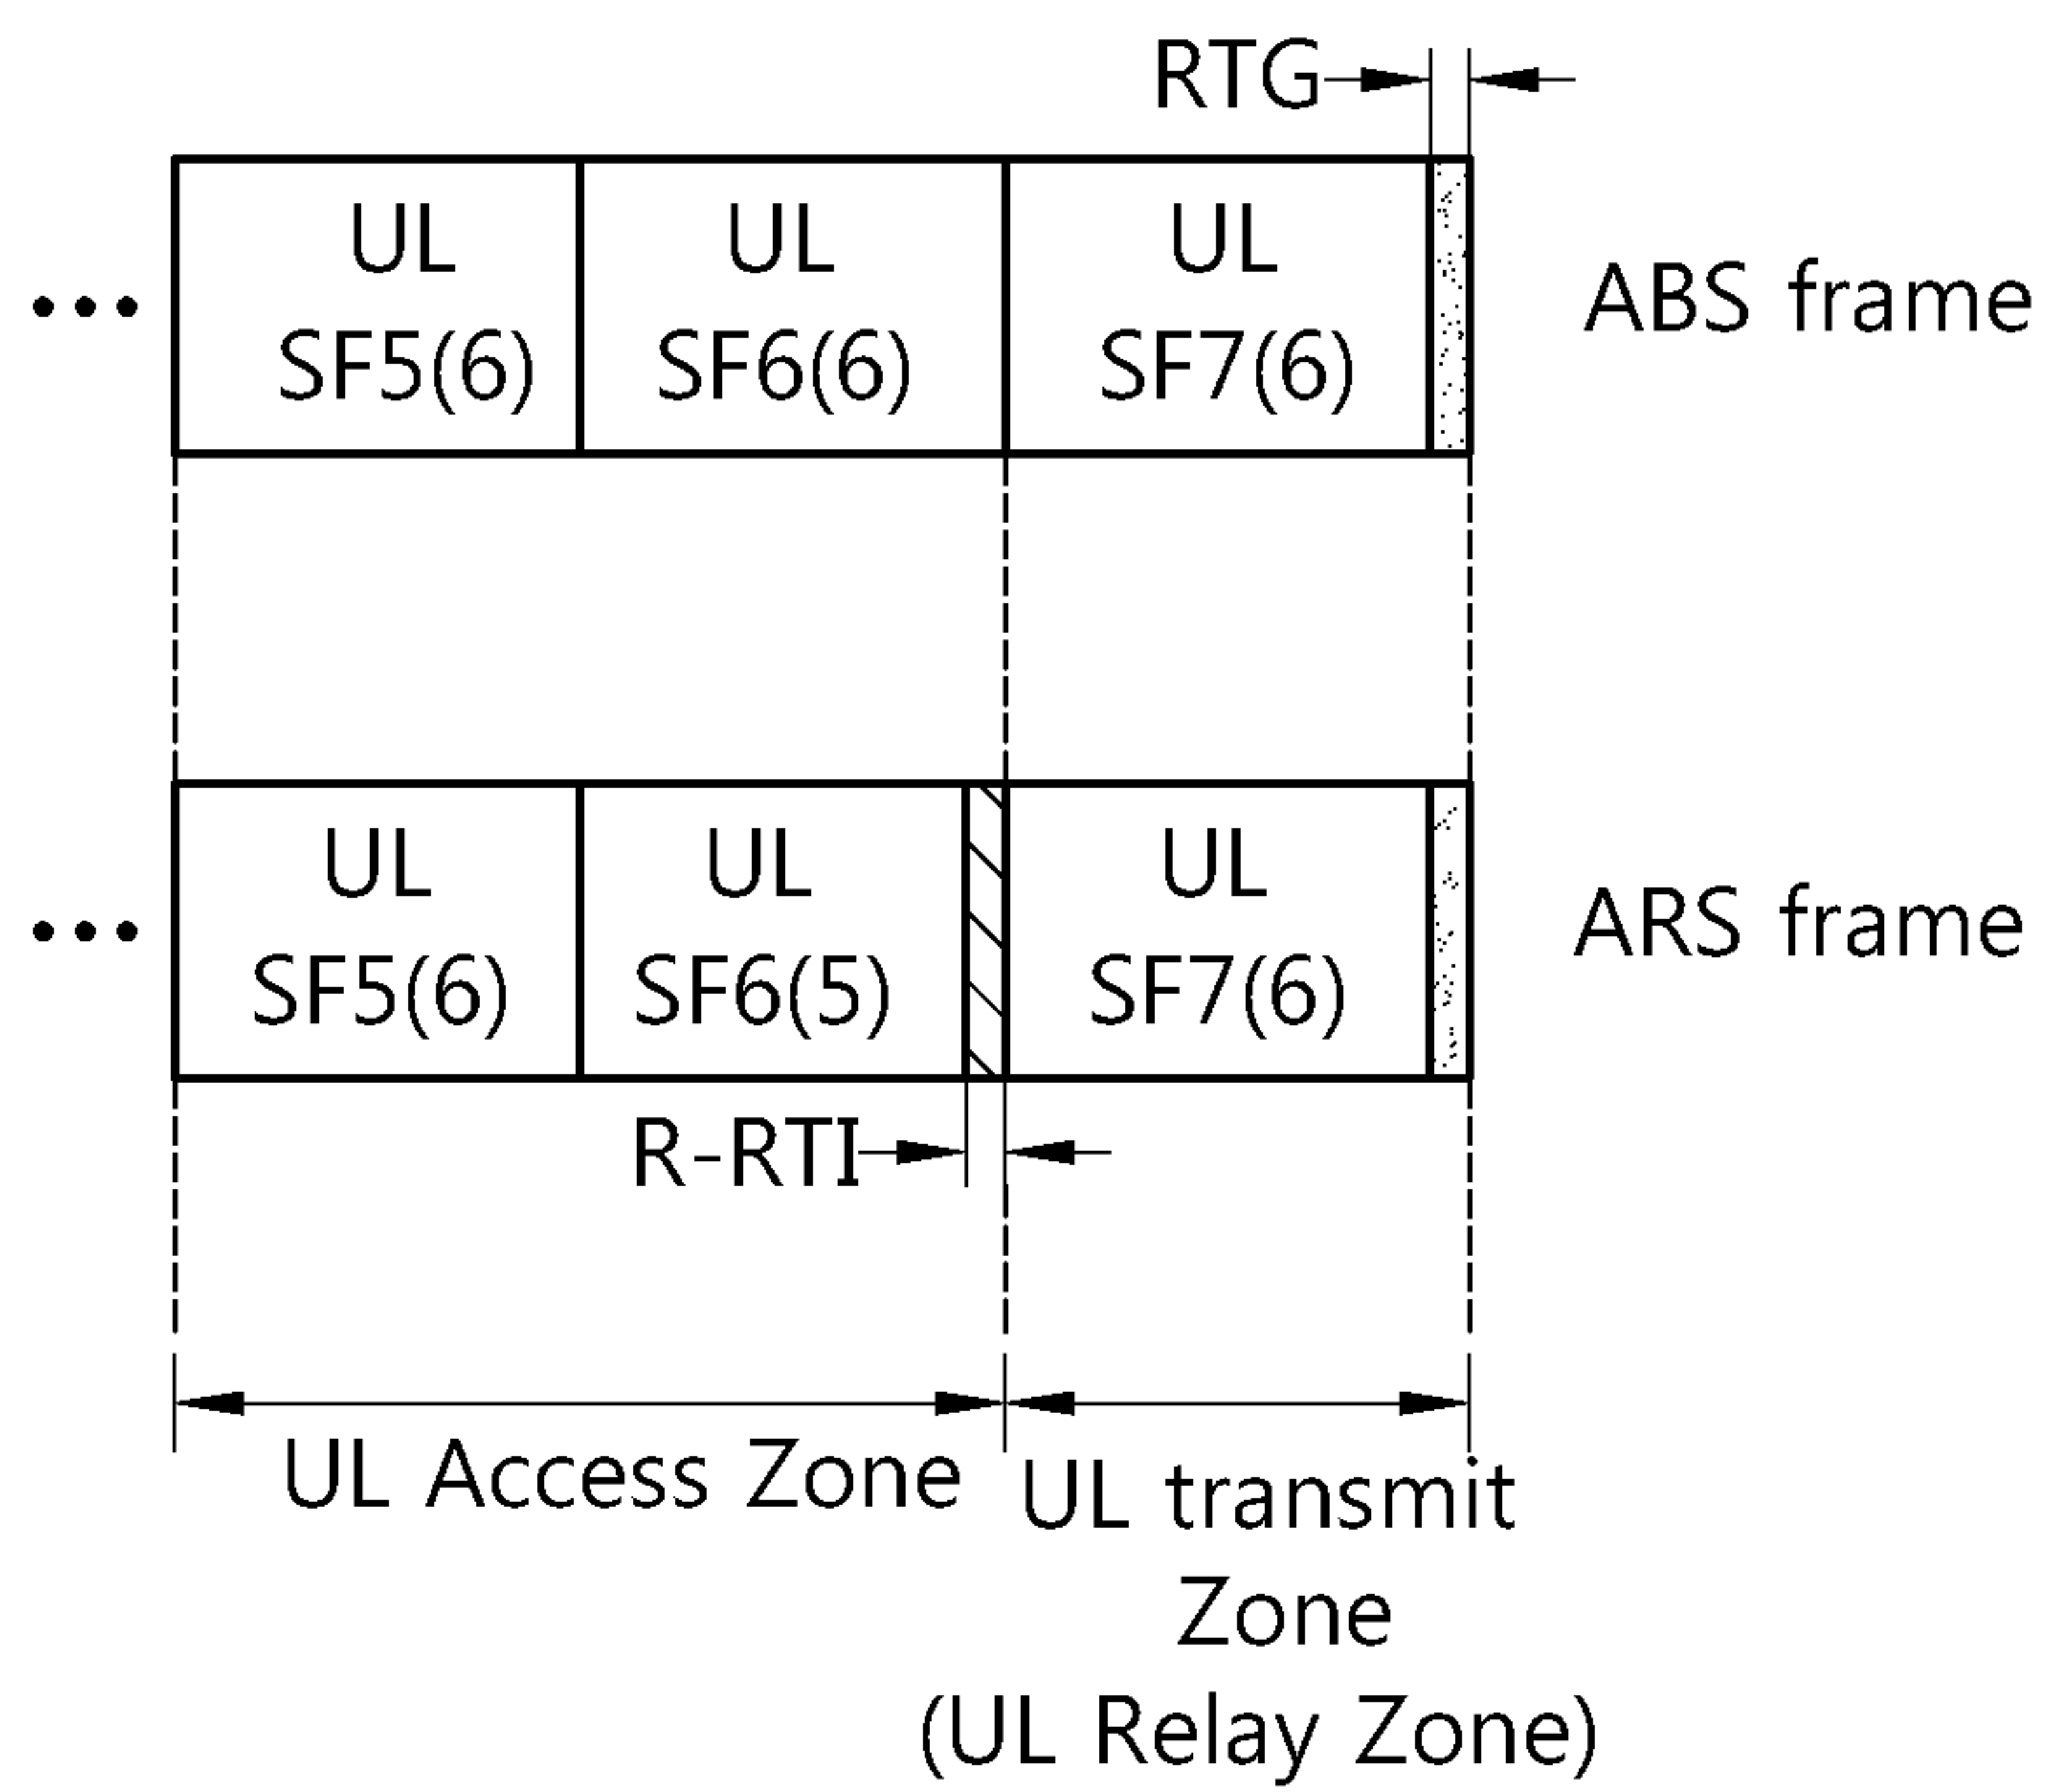 RTG
UL
SF5(6)
UL
SF6(6)
UL
SF7(6)
ABS frame
UL
SF5(6)
UL
SF6(5)
UL
SF7(6)
ARS frame
R-RTI
UL Access Zone
UL transmit
Zone
(UL Relay Zone)